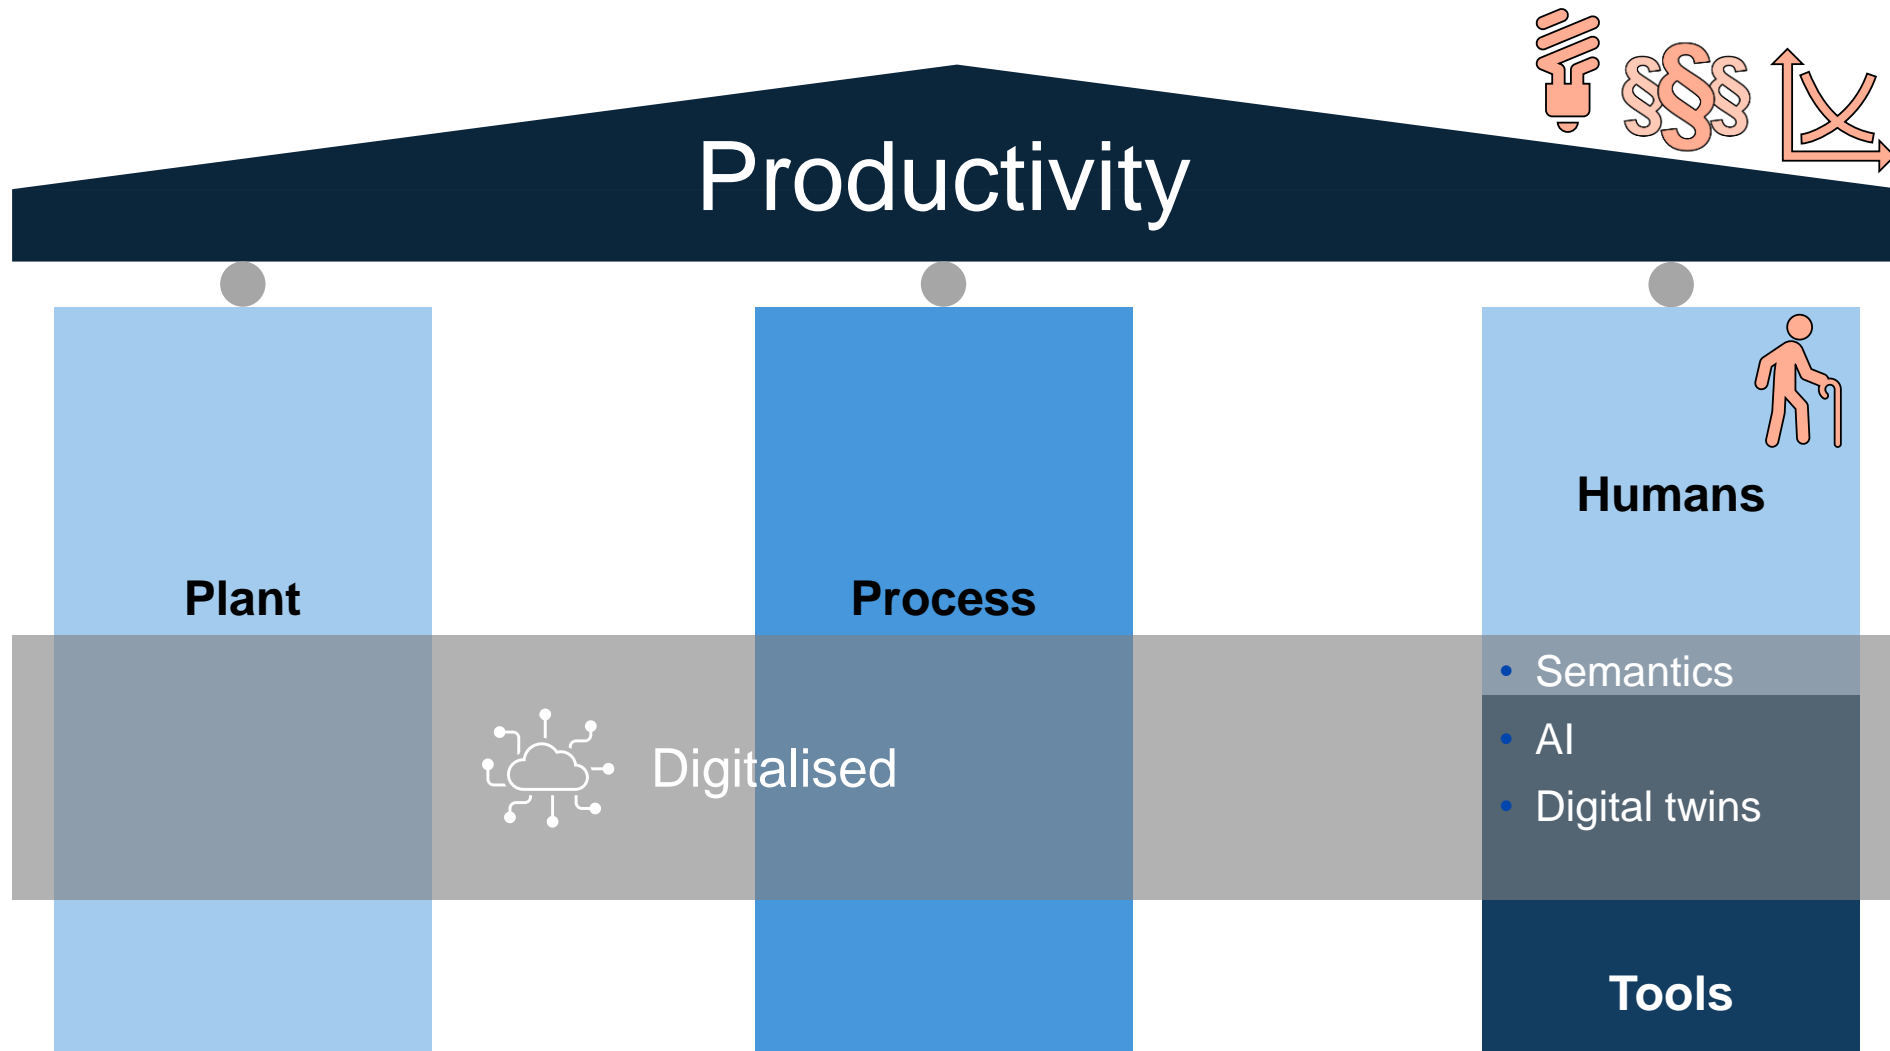 Productivity
Plant
Process
Humans
Digitalised
• Semantics
• AI
• Digital twins
Tools